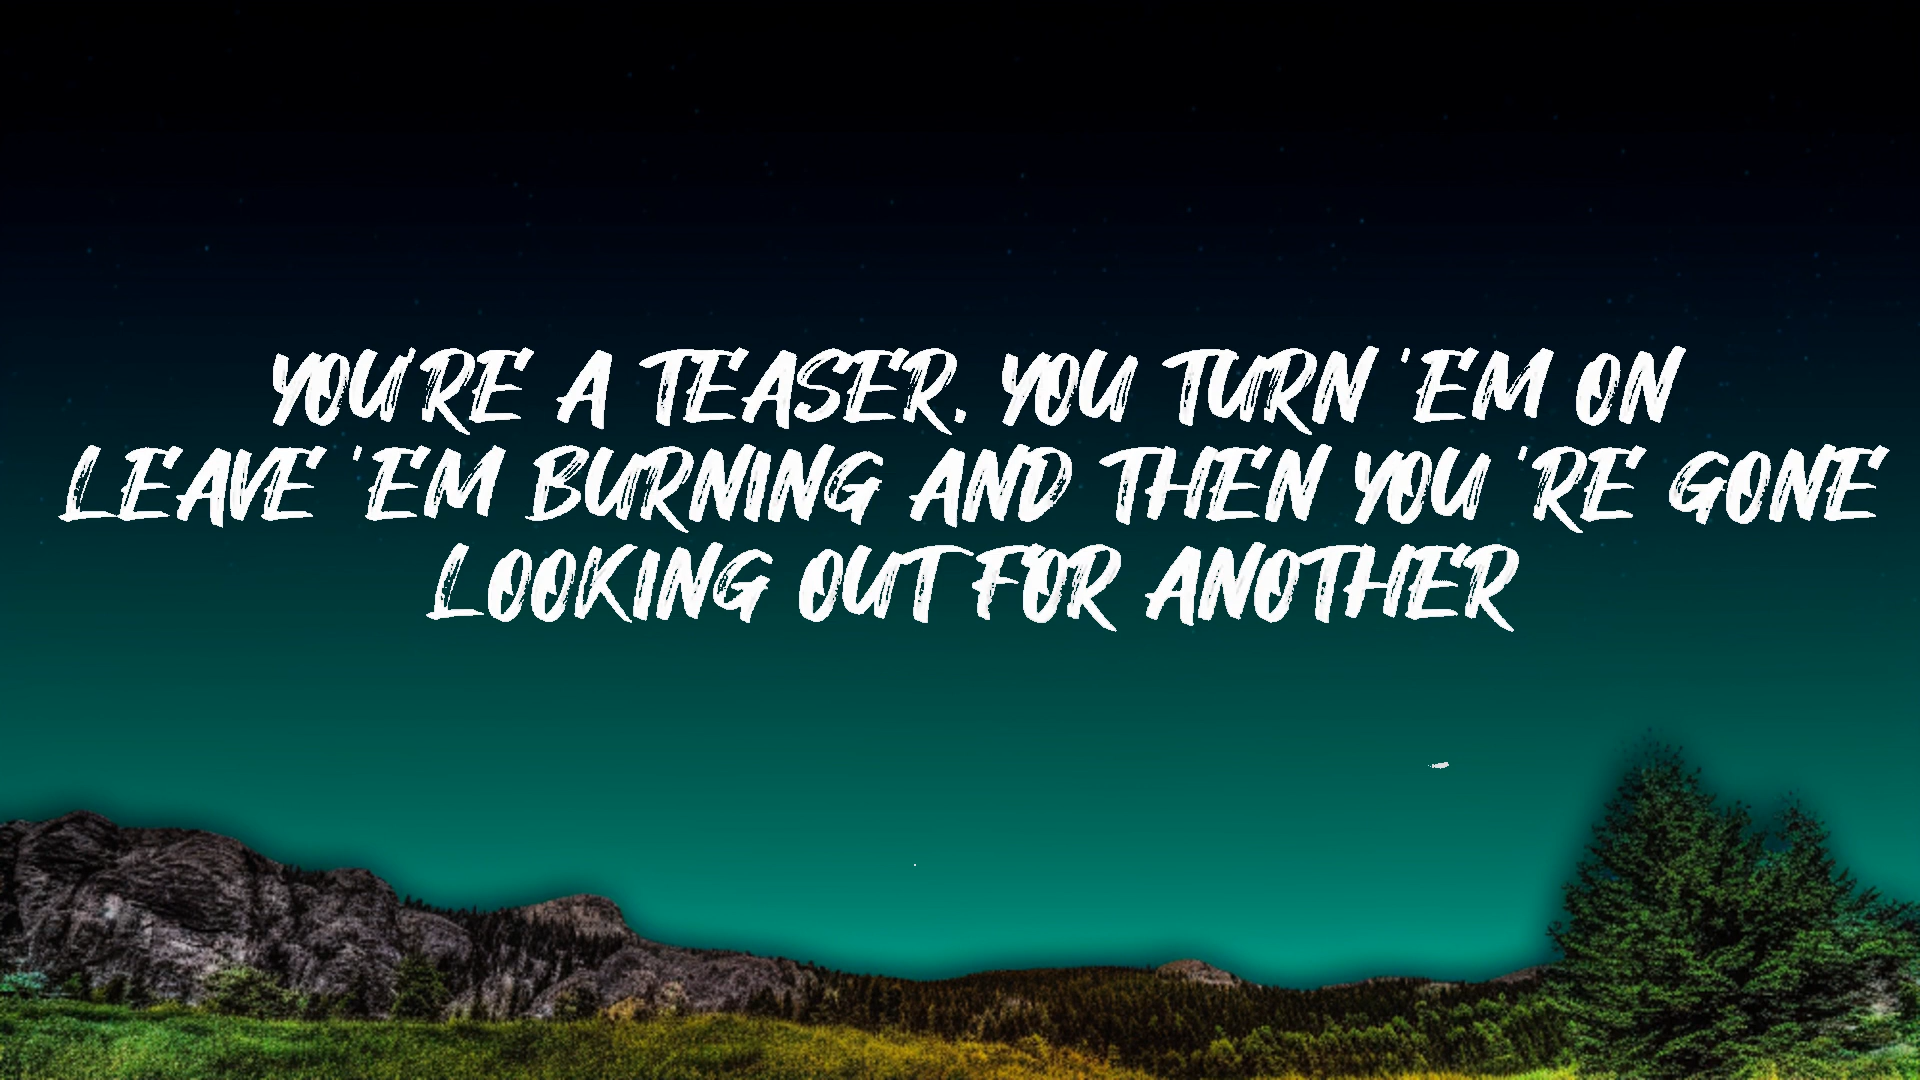 YOU'RE A TEASER, YOU TURN 'EM ON
LEAVE 'EM BURNING AND THEN YOU 'RE GONE
LOOKING OUT FOR ANOTHER